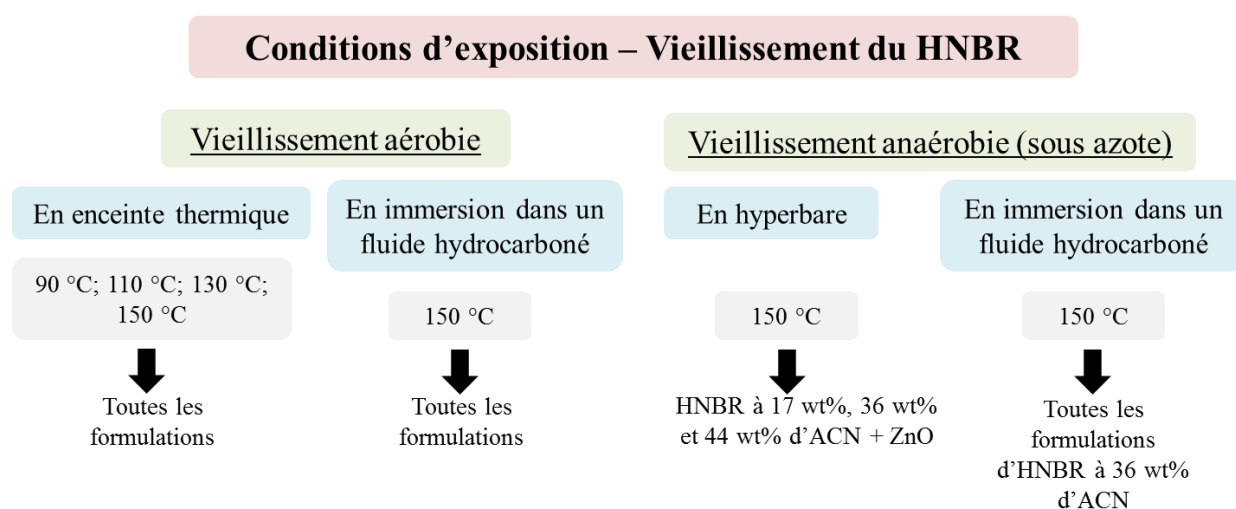 Conditions d’exposition – Vieillissement du HNBR
Vieillissement aérobie
Vieillissement anaérobie (sous azote)
En enceinte thermique
En immersion dans un
fluide hydrocarboné
En hyperbare
En immersion dans un
fluide hydrocarboné
90 °C; 110 °C; 130 °C;
150 °C
150 °C
150 °C
150 °C
Toutes les
formulations
Toutes les
formulations
HNBR à 17 wt%, 36 wt%
et 44 wt% d’ACN + ZnO
Toutes les
formulations
d’HNBR à 36 wt%
d’ACN